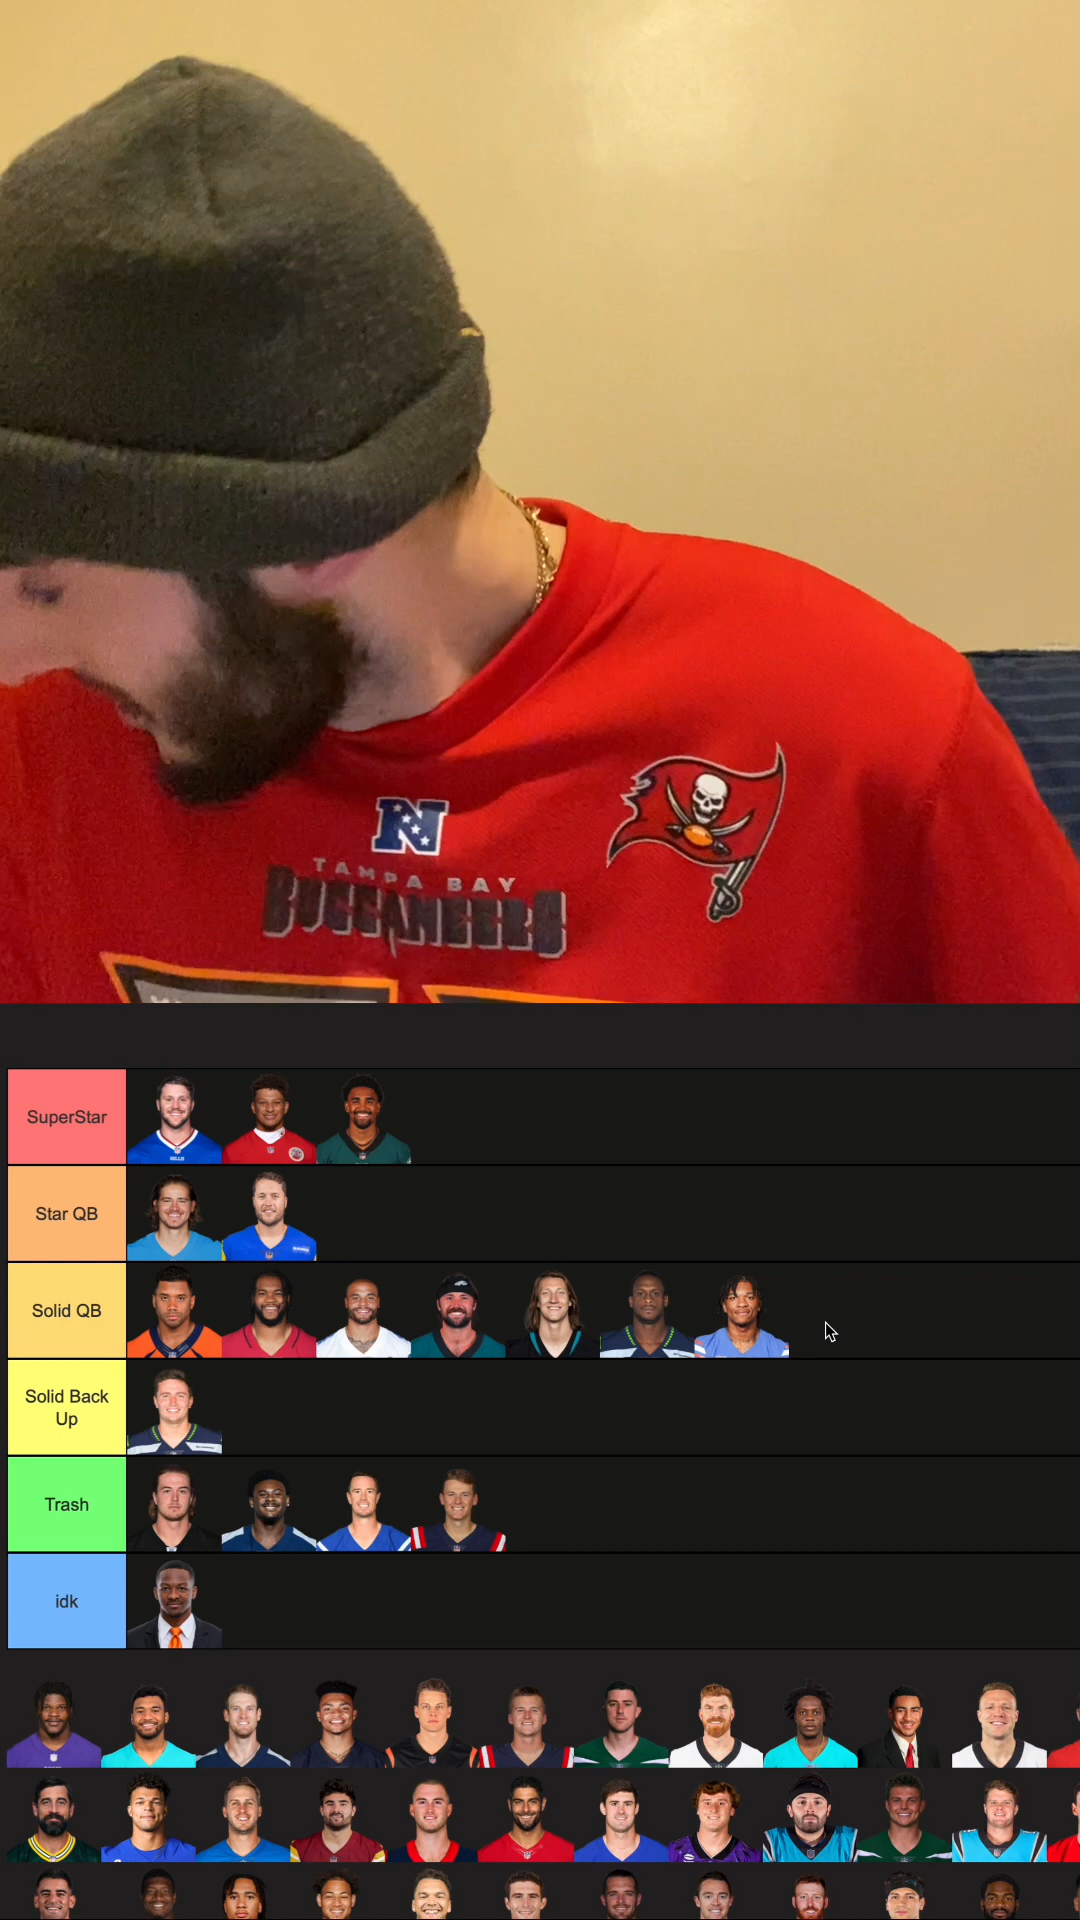 N
TAMPA BAY
BUCCANEERS
SuperStar
Star QB
Solid QB
Solid Back
Up
Trash
idk